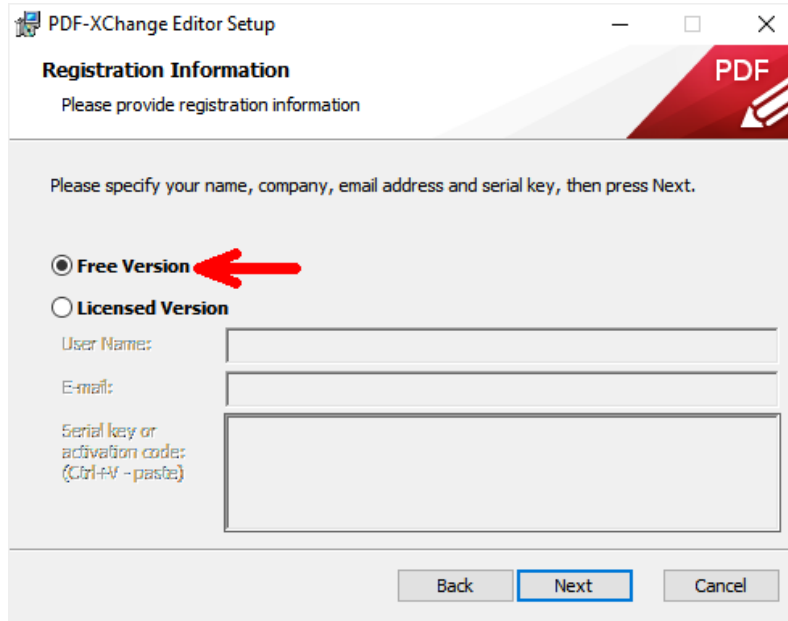 PDF-XChange Editor Setup
Registration Information
Please provide registration information
PDF
Please specify your name, company, email address and serial key, then press Next.
Free Version
Licensed Version
User Name:
E-mail:
Serial key or
activation code:
(Ctrl+V - paste)
Back Next Cancel